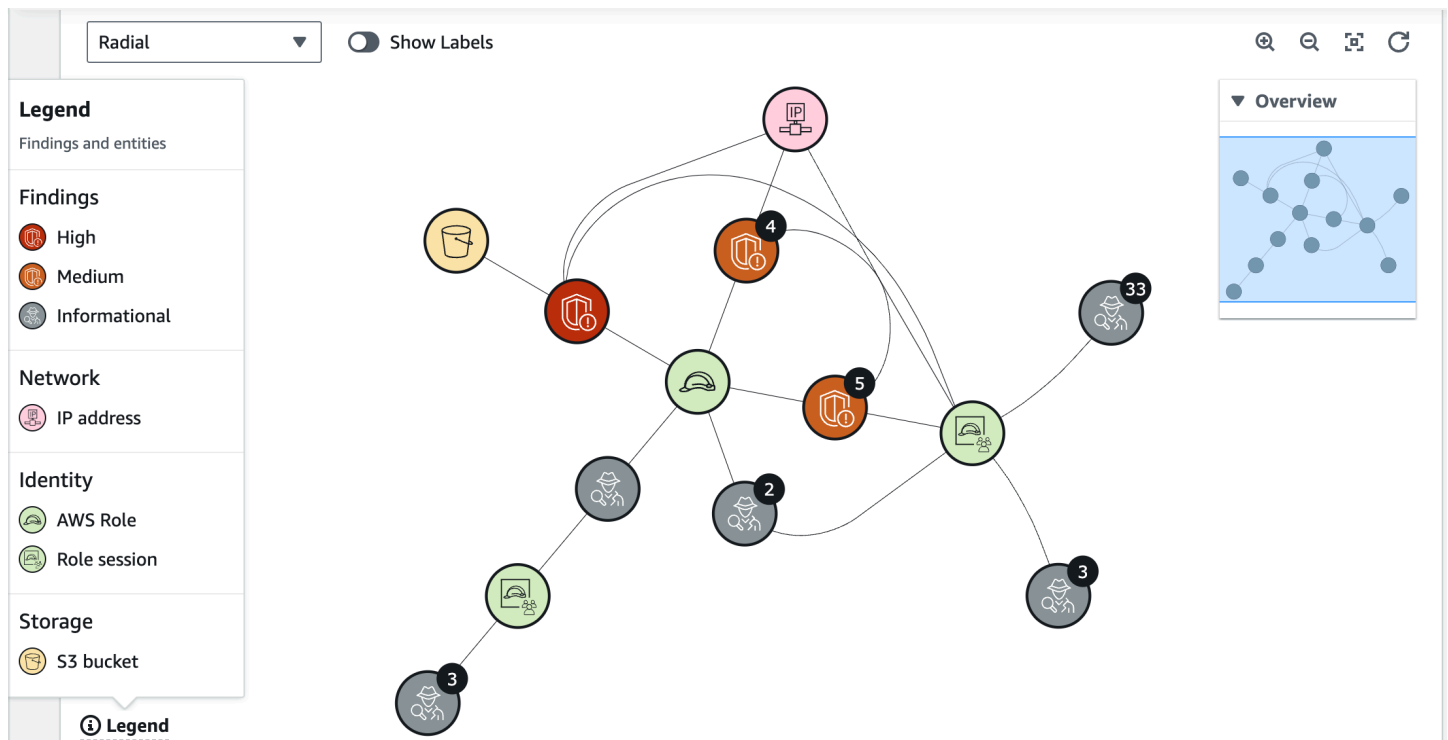 Radial
Show Labels
Legend
Findings and entities
Findings
High
Medium
Informational
Network
IP address
Identity
AWS Role
Role session
Storage
S3 bucket
Legend
Overview
IP
4
33
5
2
3
3